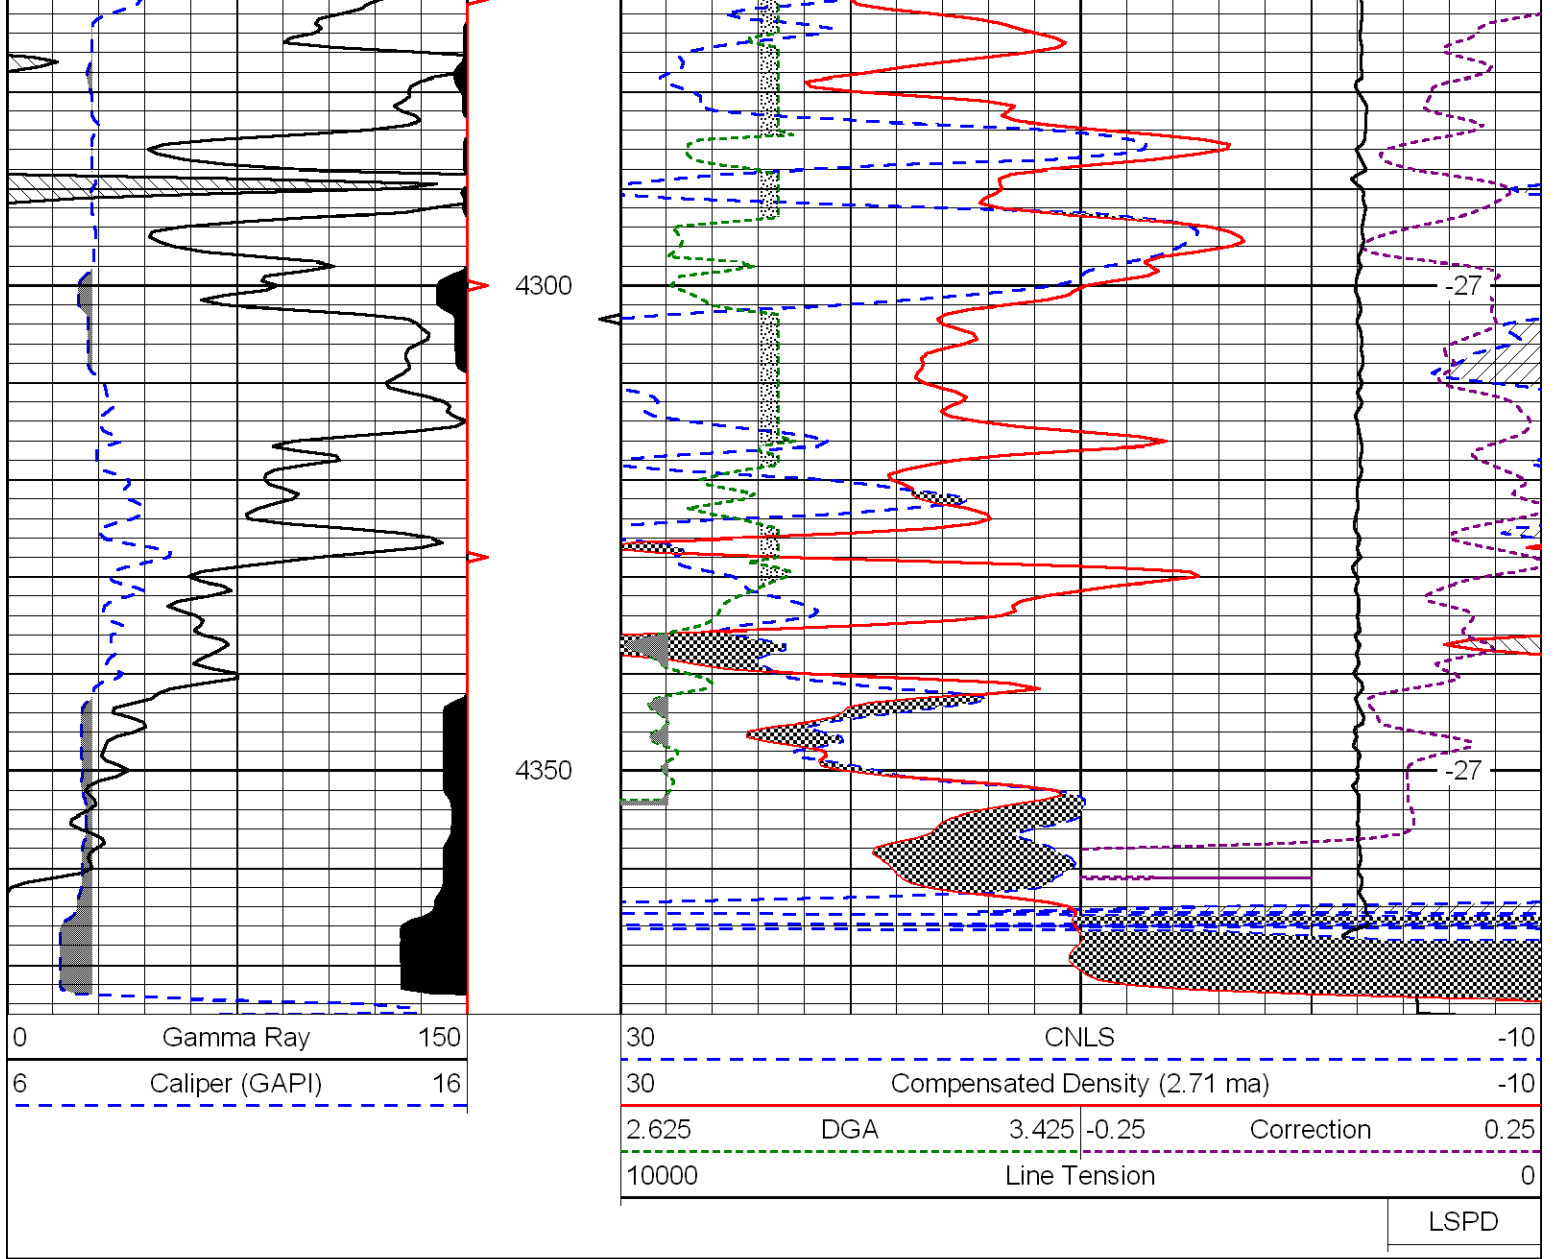 4300
-27
4350
-27
0 Gamma Ray 150
30 CNLS -10
6 Caliper (GAPI) 16
30 Compensated Density (2.71 ma) -10
2.625 DGA 3.425 -0.25 Correction 0.25
10000 Line Tension 0
LSPD